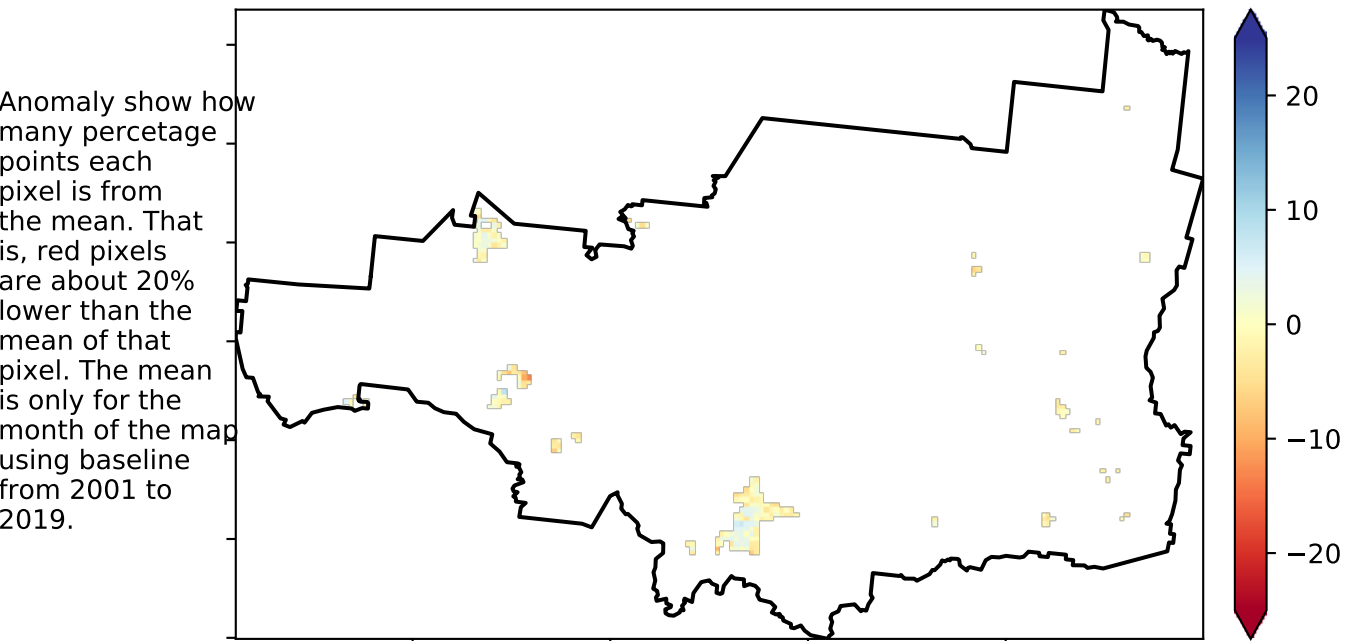 Anomaly show how
many percetage
points each
pixel is from
the mean. That
is, red pixels
are about 20%
lower than the
mean of that
pixel. The mean
is only for the
month of the map
using baseline
from 2001 to
2019.
20
10
0
−10
−20